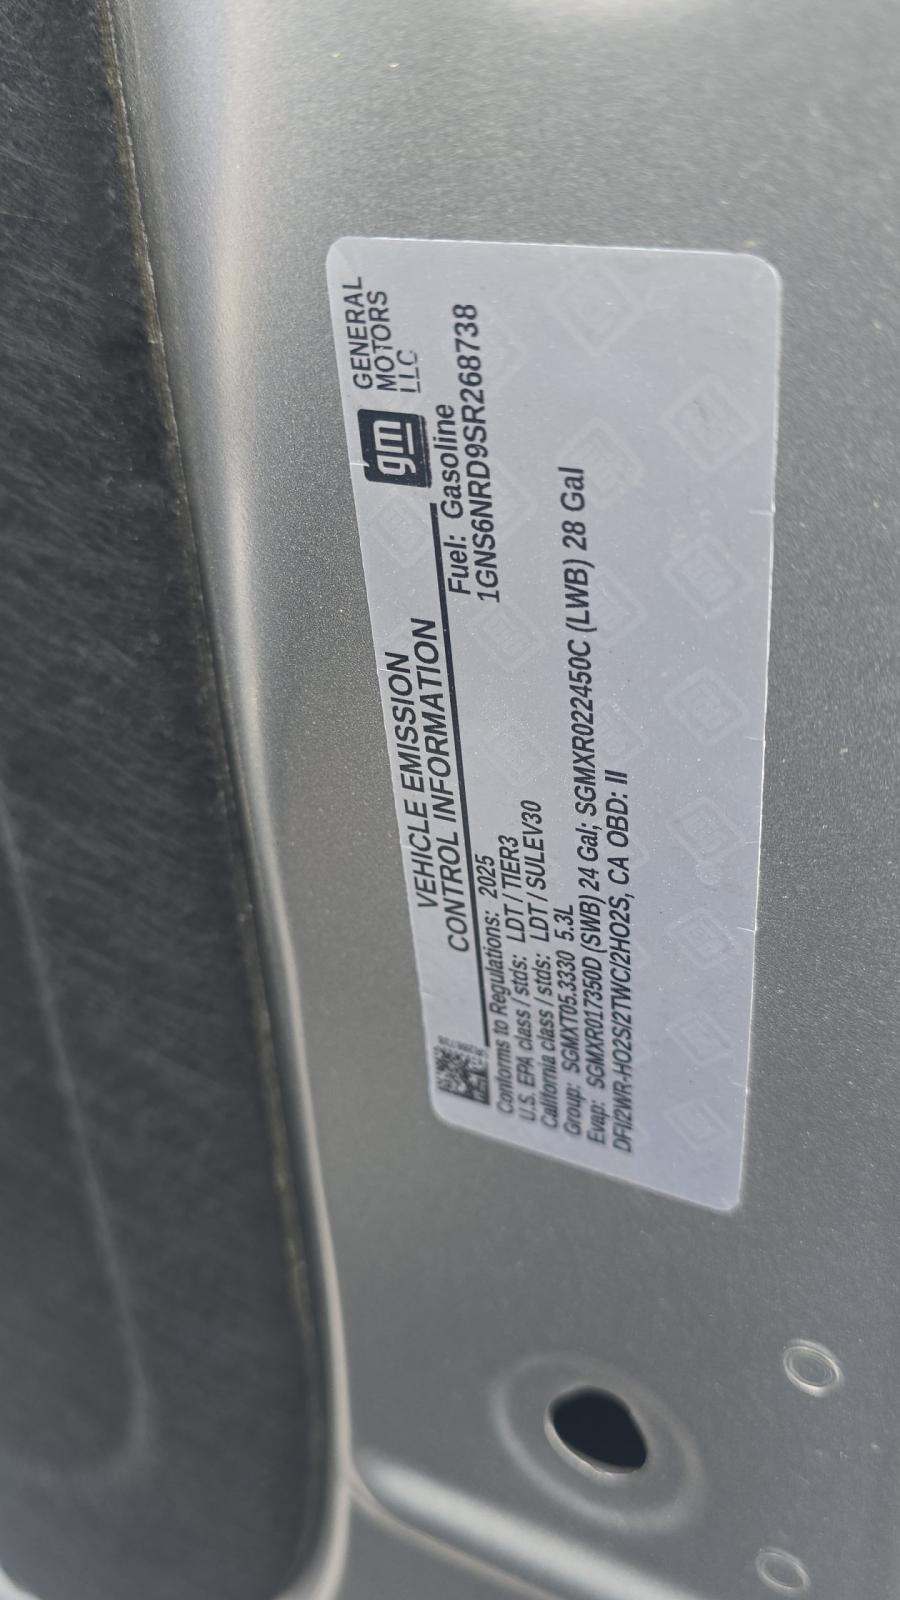 VEHICLE EMISSION
CONTROL INFORMATION
gm
GENERAL
MOTORS
LLC
Fuel: Gasoline
1GNS6NRD9SR268738
Conforms to Regulations: 2025
U.S. EPA class / stds: LDT / TIER3
California class / stds: LDT / SULEV30
Group: SGMXT05.3330 5.3L
Evap: SGMXR017350D (SWB) 24 Gal; SGMXR022450C (LWB) 28 Gal
DFI/2WR-HO2S/2TWC/2HO2S, CA OBD: II